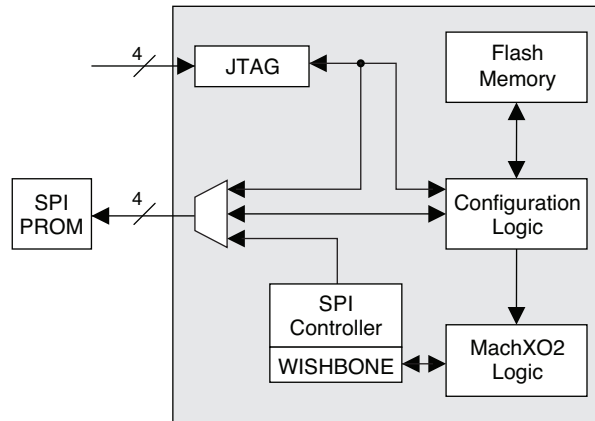 4
JTAG
Flash
Memory
SPI
PROM
4
Configuration
Logic
SPI
Controller
WISHBONE
MachXO2
Logic